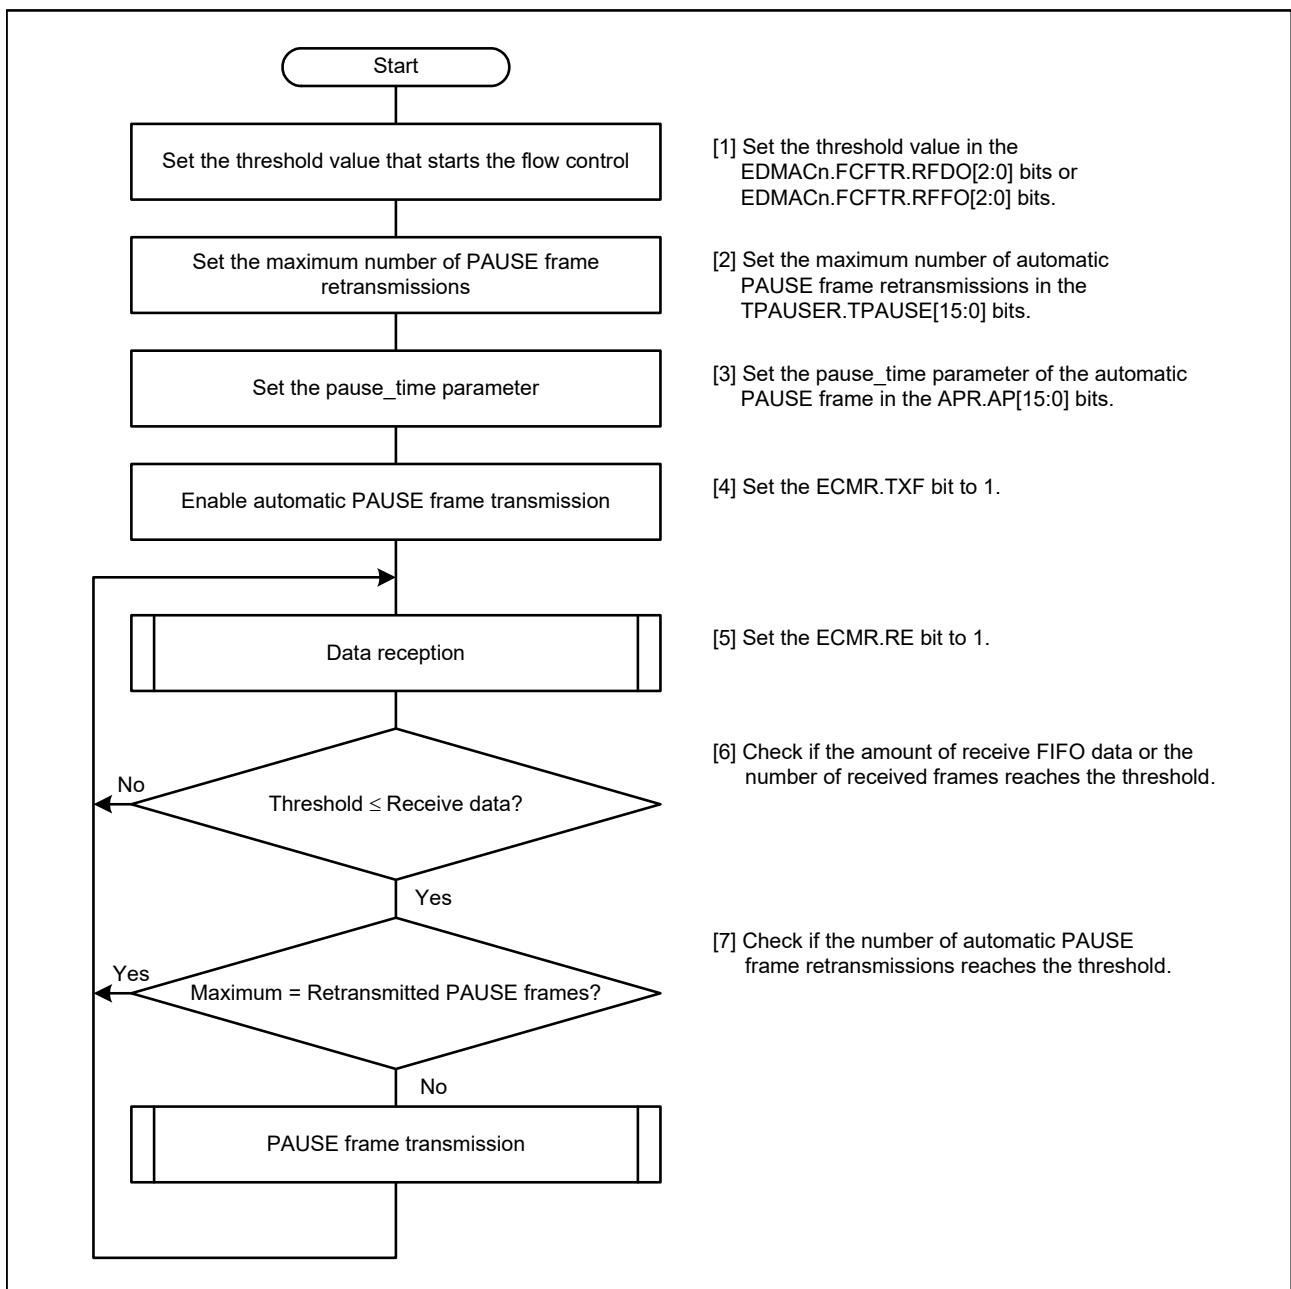 Start
Set the threshold value that starts the flow control
[1] Set the threshold value in the
EDMACn.FCFTR.RFDO[2:0] bits or
EDMACn.FCFTR.RFFO[2:0] bits.
Set the maximum number of PAUSE frame
retransmissions
[2] Set the maximum number of automatic
PAUSE frame retransmissions in the
TPAUSER.TPAUSE[15:0] bits.
Set the pause_time parameter
[3] Set the pause_time parameter of the automatic
PAUSE frame in the APR.AP[15:0] bits.
Enable automatic PAUSE frame transmission
[4] Set the ECMR.TXF bit to 1.
Data reception
[5] Set the ECMR.RE bit to 1.
No
Threshold ≤ Receive data?
[6] Check if the amount of receive FIFO data or the
number of received frames reaches the threshold.
Yes
Yes
Maximum = Retransmitted PAUSE frames?
[7] Check if the number of automatic PAUSE
frame retransmissions reaches the threshold.
No
PAUSE frame transmission